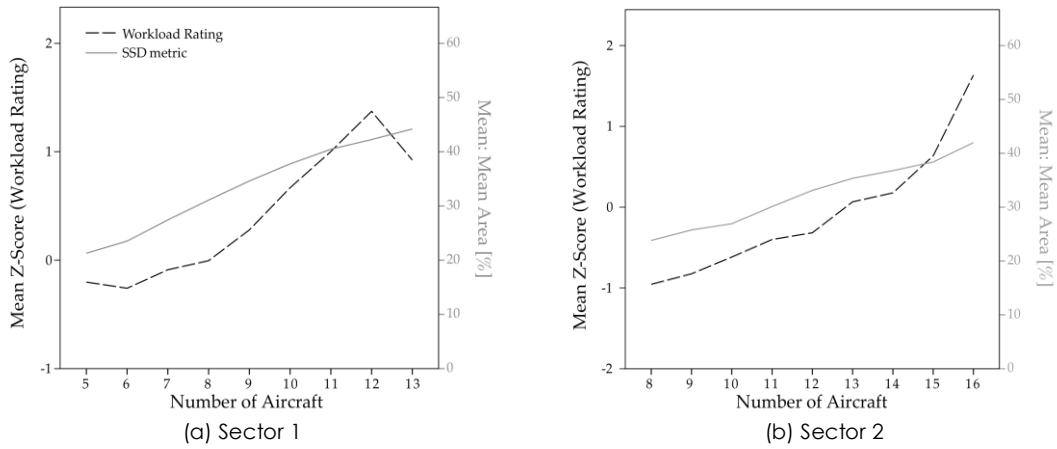 Workload Rating
SSD metric
Mean Z-Score (Workload Rating)
2
1
0
-1
Mean: Mean Area [%]
60
50
40
30
20
10
0
5 6 7 8 9 10 11 12 13
Number of Aircraft
(a) Sector 1
Mean Z-Score (Workload Rating)
2
1
0
-1
-2
Mean: Mean Area [%]
60
50
40
30
20
10
0
8 9 10 11 12 13 14 15 16
Number of Aircraft
(b) Sector 2